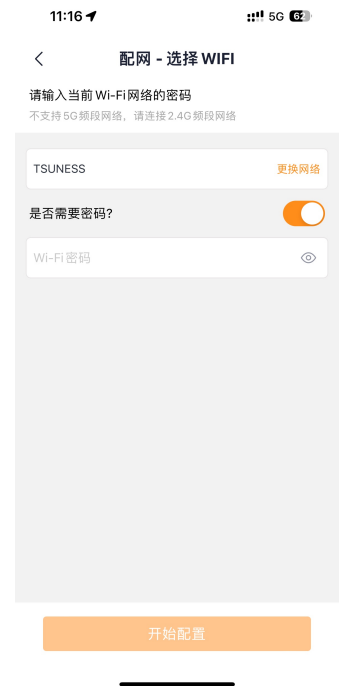 11:16 5G 62
配网 - 选择 WIFI
请输入当前 Wi-Fi 网络的密码
不支持 5G 频段网络，请连接 2.4G 频段网络
TSUNESS 更换网络
是否需要密码?
Wi-Fi 密码
开始配置